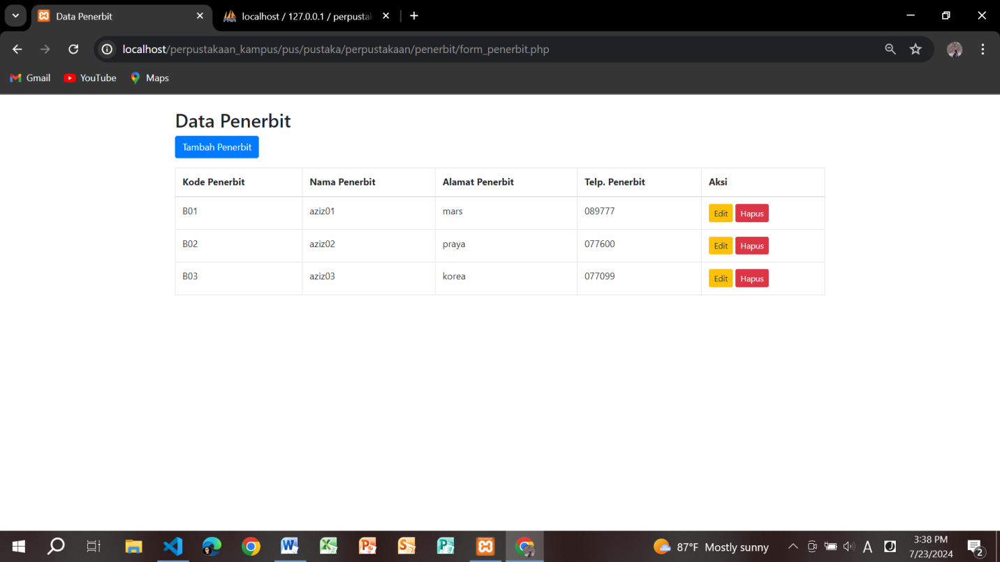 Data Penerbit
localhost / 127.0.0.1 / perpusta
localhost/perpustakaan_kampus/pus/pustaka/perpustakaan/penerbit/form_penerbit.php
Gmail YouTube Maps
Data Penerbit
Tambah Penerbit
Kode Penerbit Nama Penerbit Alamat Penerbit Telp. Penerbit Aksi
B01 aziz01 mars 089777 Edit Hapus
B02 aziz02 praya 077600 Edit Hapus
B03 aziz03 korea 077099 Edit Hapus
87°F Mostly sunny
A
3:38 PM
7/23/2024
2